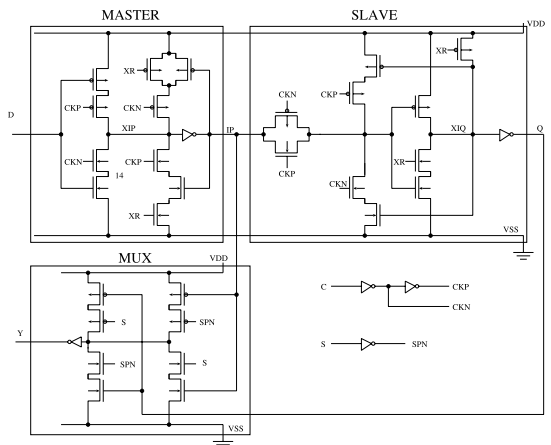 MASTER
SLAVE
VDD
XR
XR
CKN
CKP
D
CKP
CKN
XIP
IP
XIQ
Q
CKN
CKP
XR
CKP
14
CKN
XR
VSS
MUX
VDD
S
SPN
Y
SPN
S
VSS
C
CKP
CKN
S
SPN